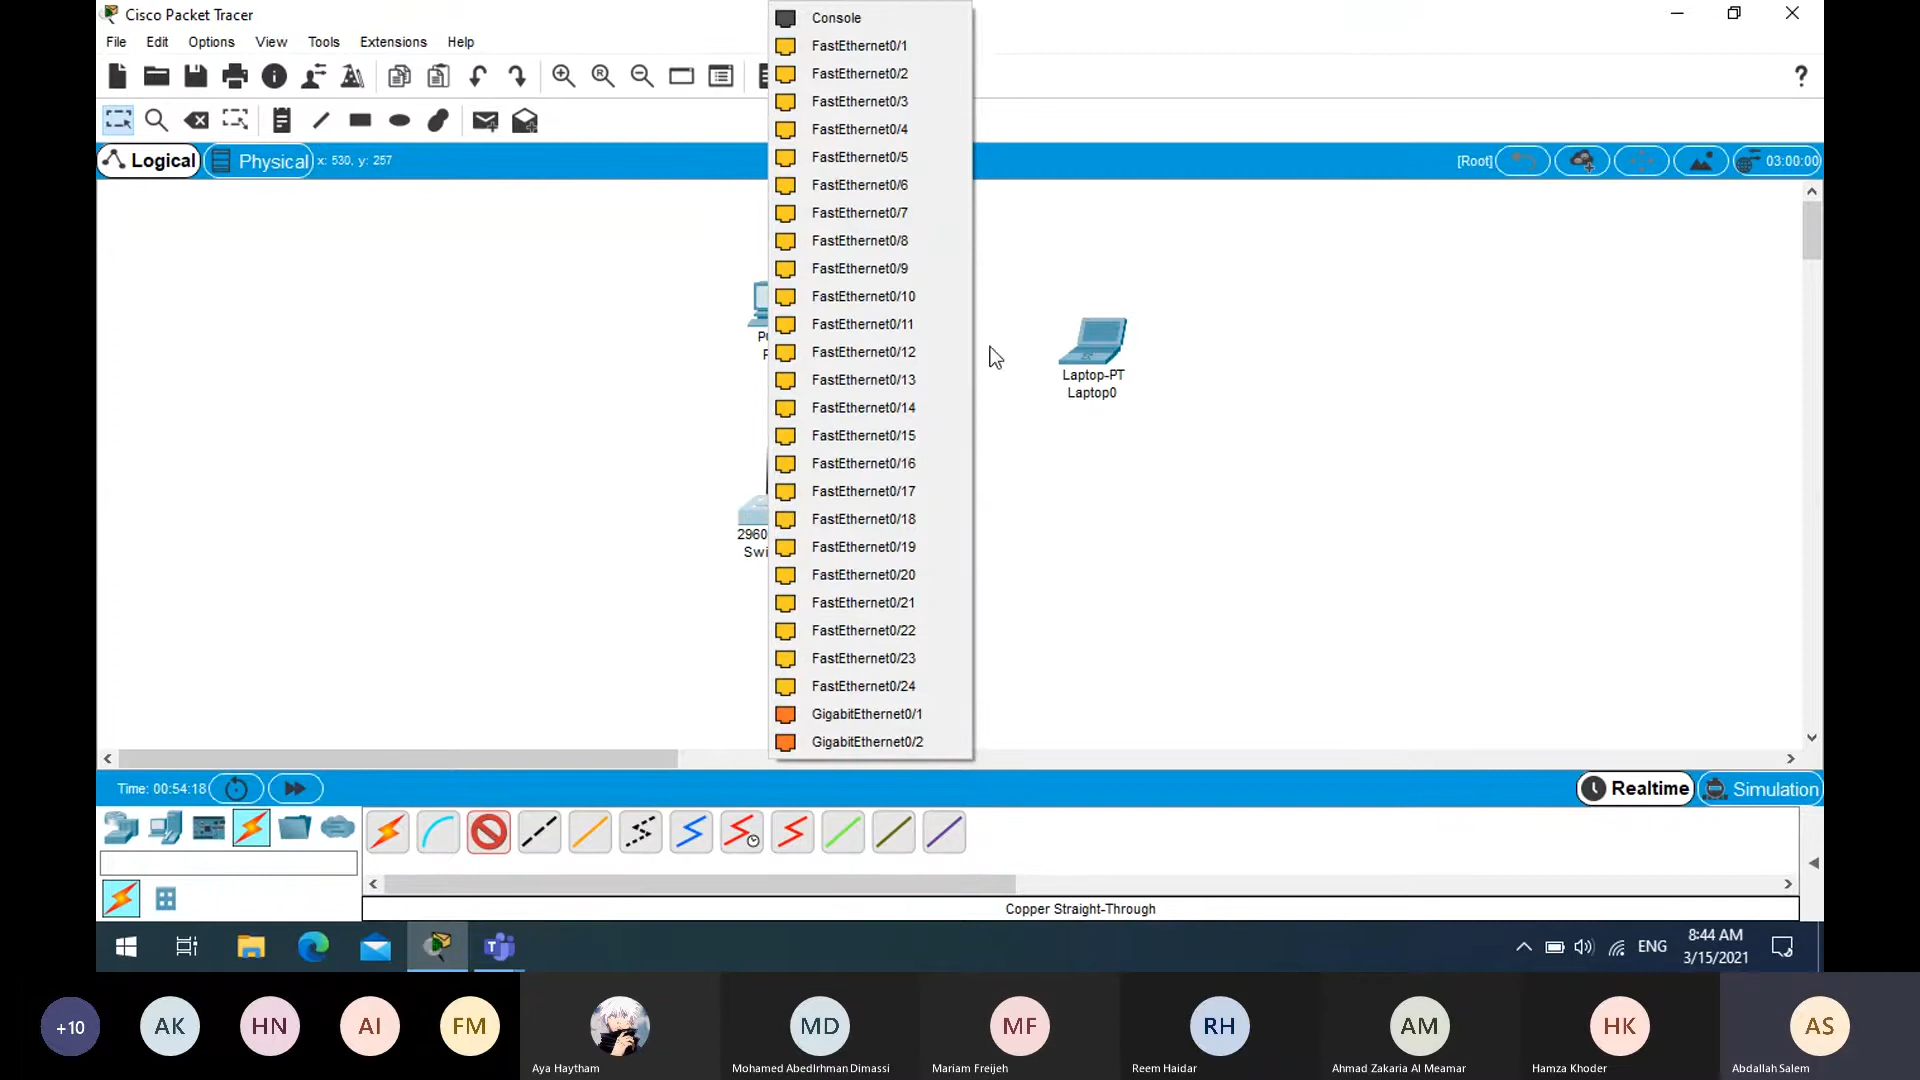 Cisco Packet Tracer
File Edit Options View Tools Extensions Help
Logical Physical x: 530, y: 257
[Root] 03:00:00
Console
FastEthernet0/1
FastEthernet0/2
FastEthernet0/3
FastEthernet0/4
FastEthernet0/5
FastEthernet0/6
FastEthernet0/7
FastEthernet0/8
FastEthernet0/9
FastEthernet0/10
FastEthernet0/11
FastEthernet0/12
FastEthernet0/13
FastEthernet0/14
FastEthernet0/15
FastEthernet0/16
FastEthernet0/17
FastEthernet0/18
FastEthernet0/19
FastEthernet0/20
FastEthernet0/21
FastEthernet0/22
FastEthernet0/23
FastEthernet0/24
GigabitEthernet0/1
GigabitEthernet0/2
Laptop-PT
Laptop0
2960
Swi
Time: 00:54:18
Realtime Simulation
Copper Straight-Through
ENG
8:44 AM
3/15/2021
+10 AK HN AI FM MD MF RH AM HK AS
Aya Haytham Mohamed Abedlrhman Dimassi Mariam Freijeh Reem Haidar Ahmad Zakaria Al Meamar Hamza Khoder Abdallah Salem